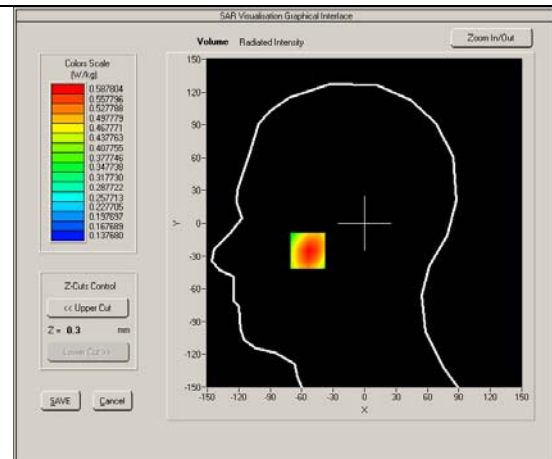 SAR Visualisation Graphical Interface
Volume Radiated Intensity
Zoom In/Out
Colors Scale
(W/kg)
0.587804
0.557796
0.527788
0.497779
0.467771
0.437763
0.407755
0.377746
0.347738
0.317730
0.287722
0.257713
0.227705
0.197697
0.167689
0.137680
Z-Cuts Control
<< Upper Cut
Z = 0.3 mm
Lower Cut >>
SAVE Cancel
150
120
90
60
30
0
-30
-60
-90
-120
-150
Y
-150 -120 -90 -60 -30 0 30 60 90 120 150
X